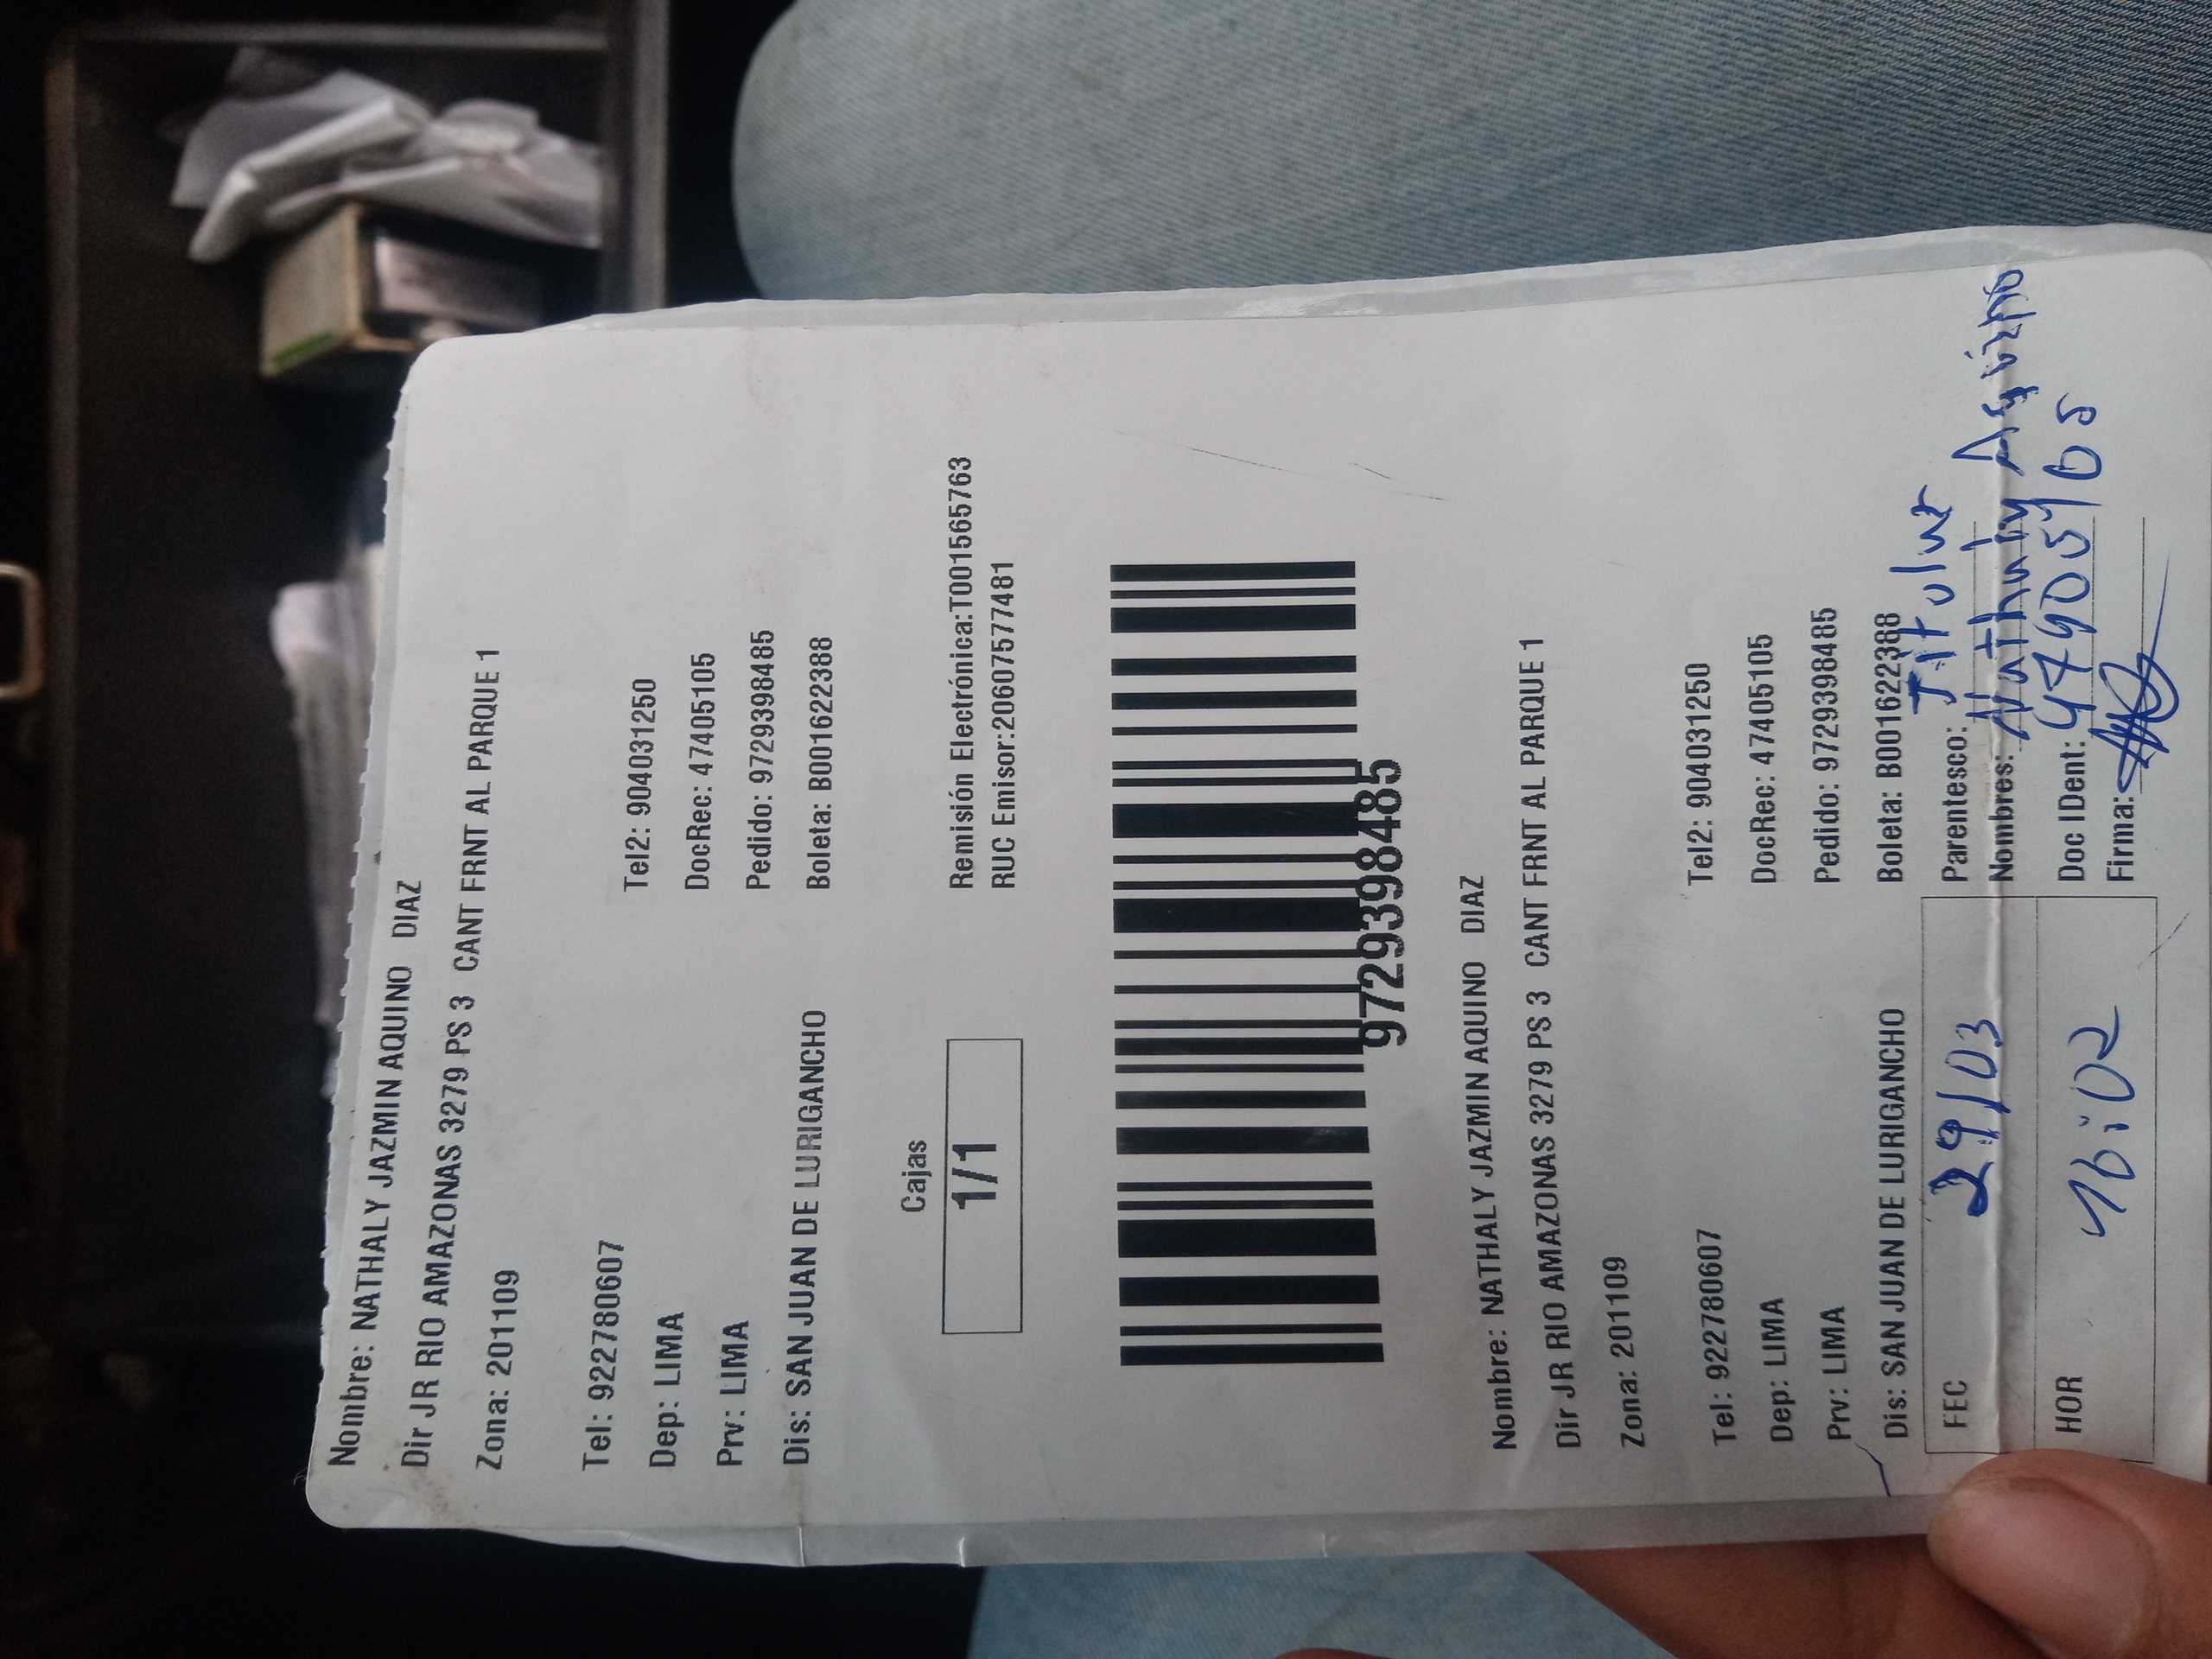 Nombre: NATHALY JAZMIN AQUINO DIAZ
Dir JR RIO AMAZONAS 3279 PS 3 CANT FRNT AL PARQUE 1
Zona: 201109
Tel: 922780607 Tel2: 904031250
Dep: LIMA DocRec: 47405105
Prv: LIMA Pedido: 9729398485
Dis: SAN JUAN DE LURIGANCHO Boleta: B001622388
Cajas
1/1
Remisión Electrónica:T001565763
RUC Emisor:20607577481
9729398485
Nombre: NATHALY JAZMIN AQUINO DIAZ
Dir JR RIO AMAZONAS 3279 PS 3 CANT FRNT AL PARQUE 1
Zona: 201109
Tel: 922780607 Tel2: 904031250
Dep: LIMA DocRec: 47405105
Prv: LIMA Pedido: 9729398485
Dis: SAN JUAN DE LURIGANCHO Boleta: B001622388
FEC 29/03 Parentesco: Titular
Nombres: Nathaly
HOR 16:02 Doc IDent:
Firma: